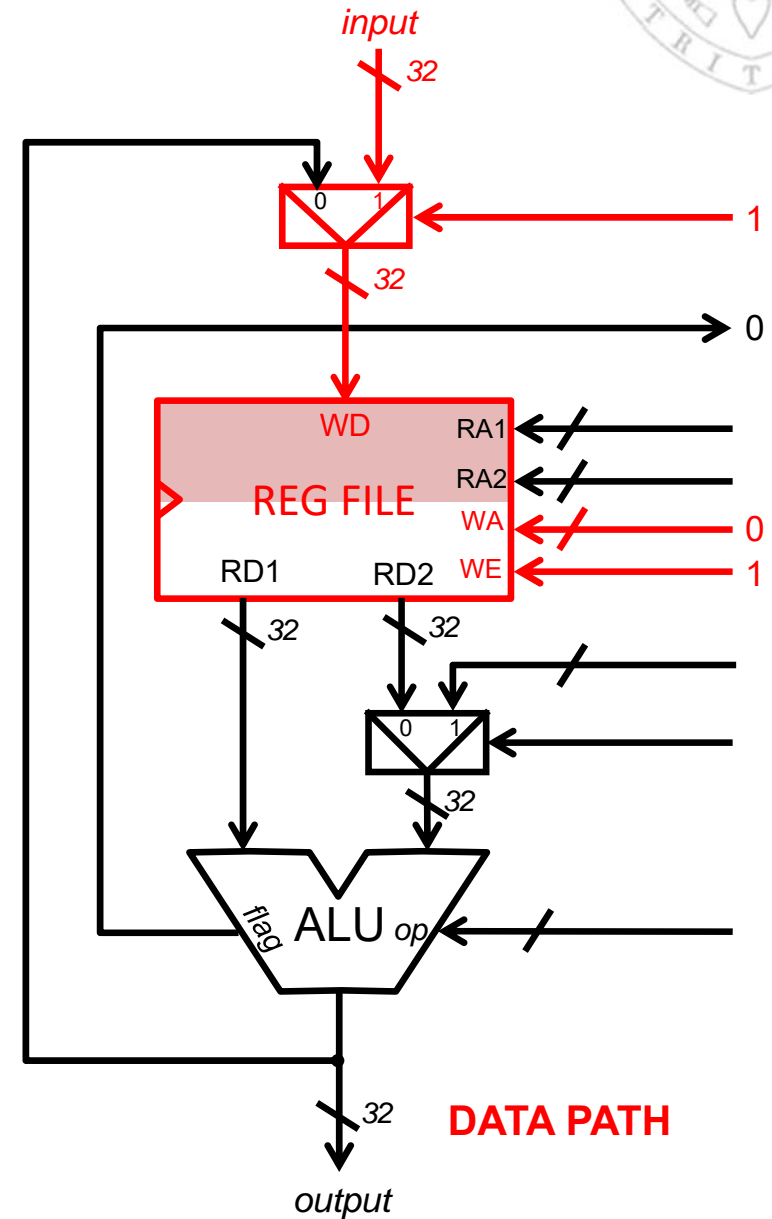 input
32
T R I T
0 1
1
32
0
WD
RA1
RA2
REG FILE
WA
0
RD1
RD2
WE
1
32
32
0 1
32
flag
ALU
op
32
DATA PATH
output